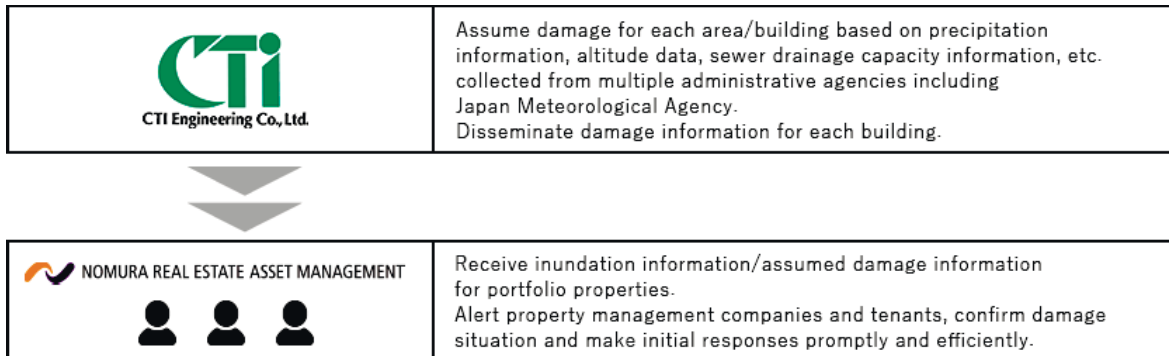 CTi
CTI Engineering Co., Ltd.
Assume damage for each area/building based on precipitation
information, altitude data, sewer drainage capacity information, etc.
collected from multiple administrative agencies including
Japan Meteorological Agency.
Disseminate damage information for each building.
NOMURA REAL ESTATE ASSET MANAGEMENT
Receive inundation information/assumed damage information
for portfolio properties.
Alert property management companies and tenants, confirm damage
situation and make initial responses promptly and efficiently.